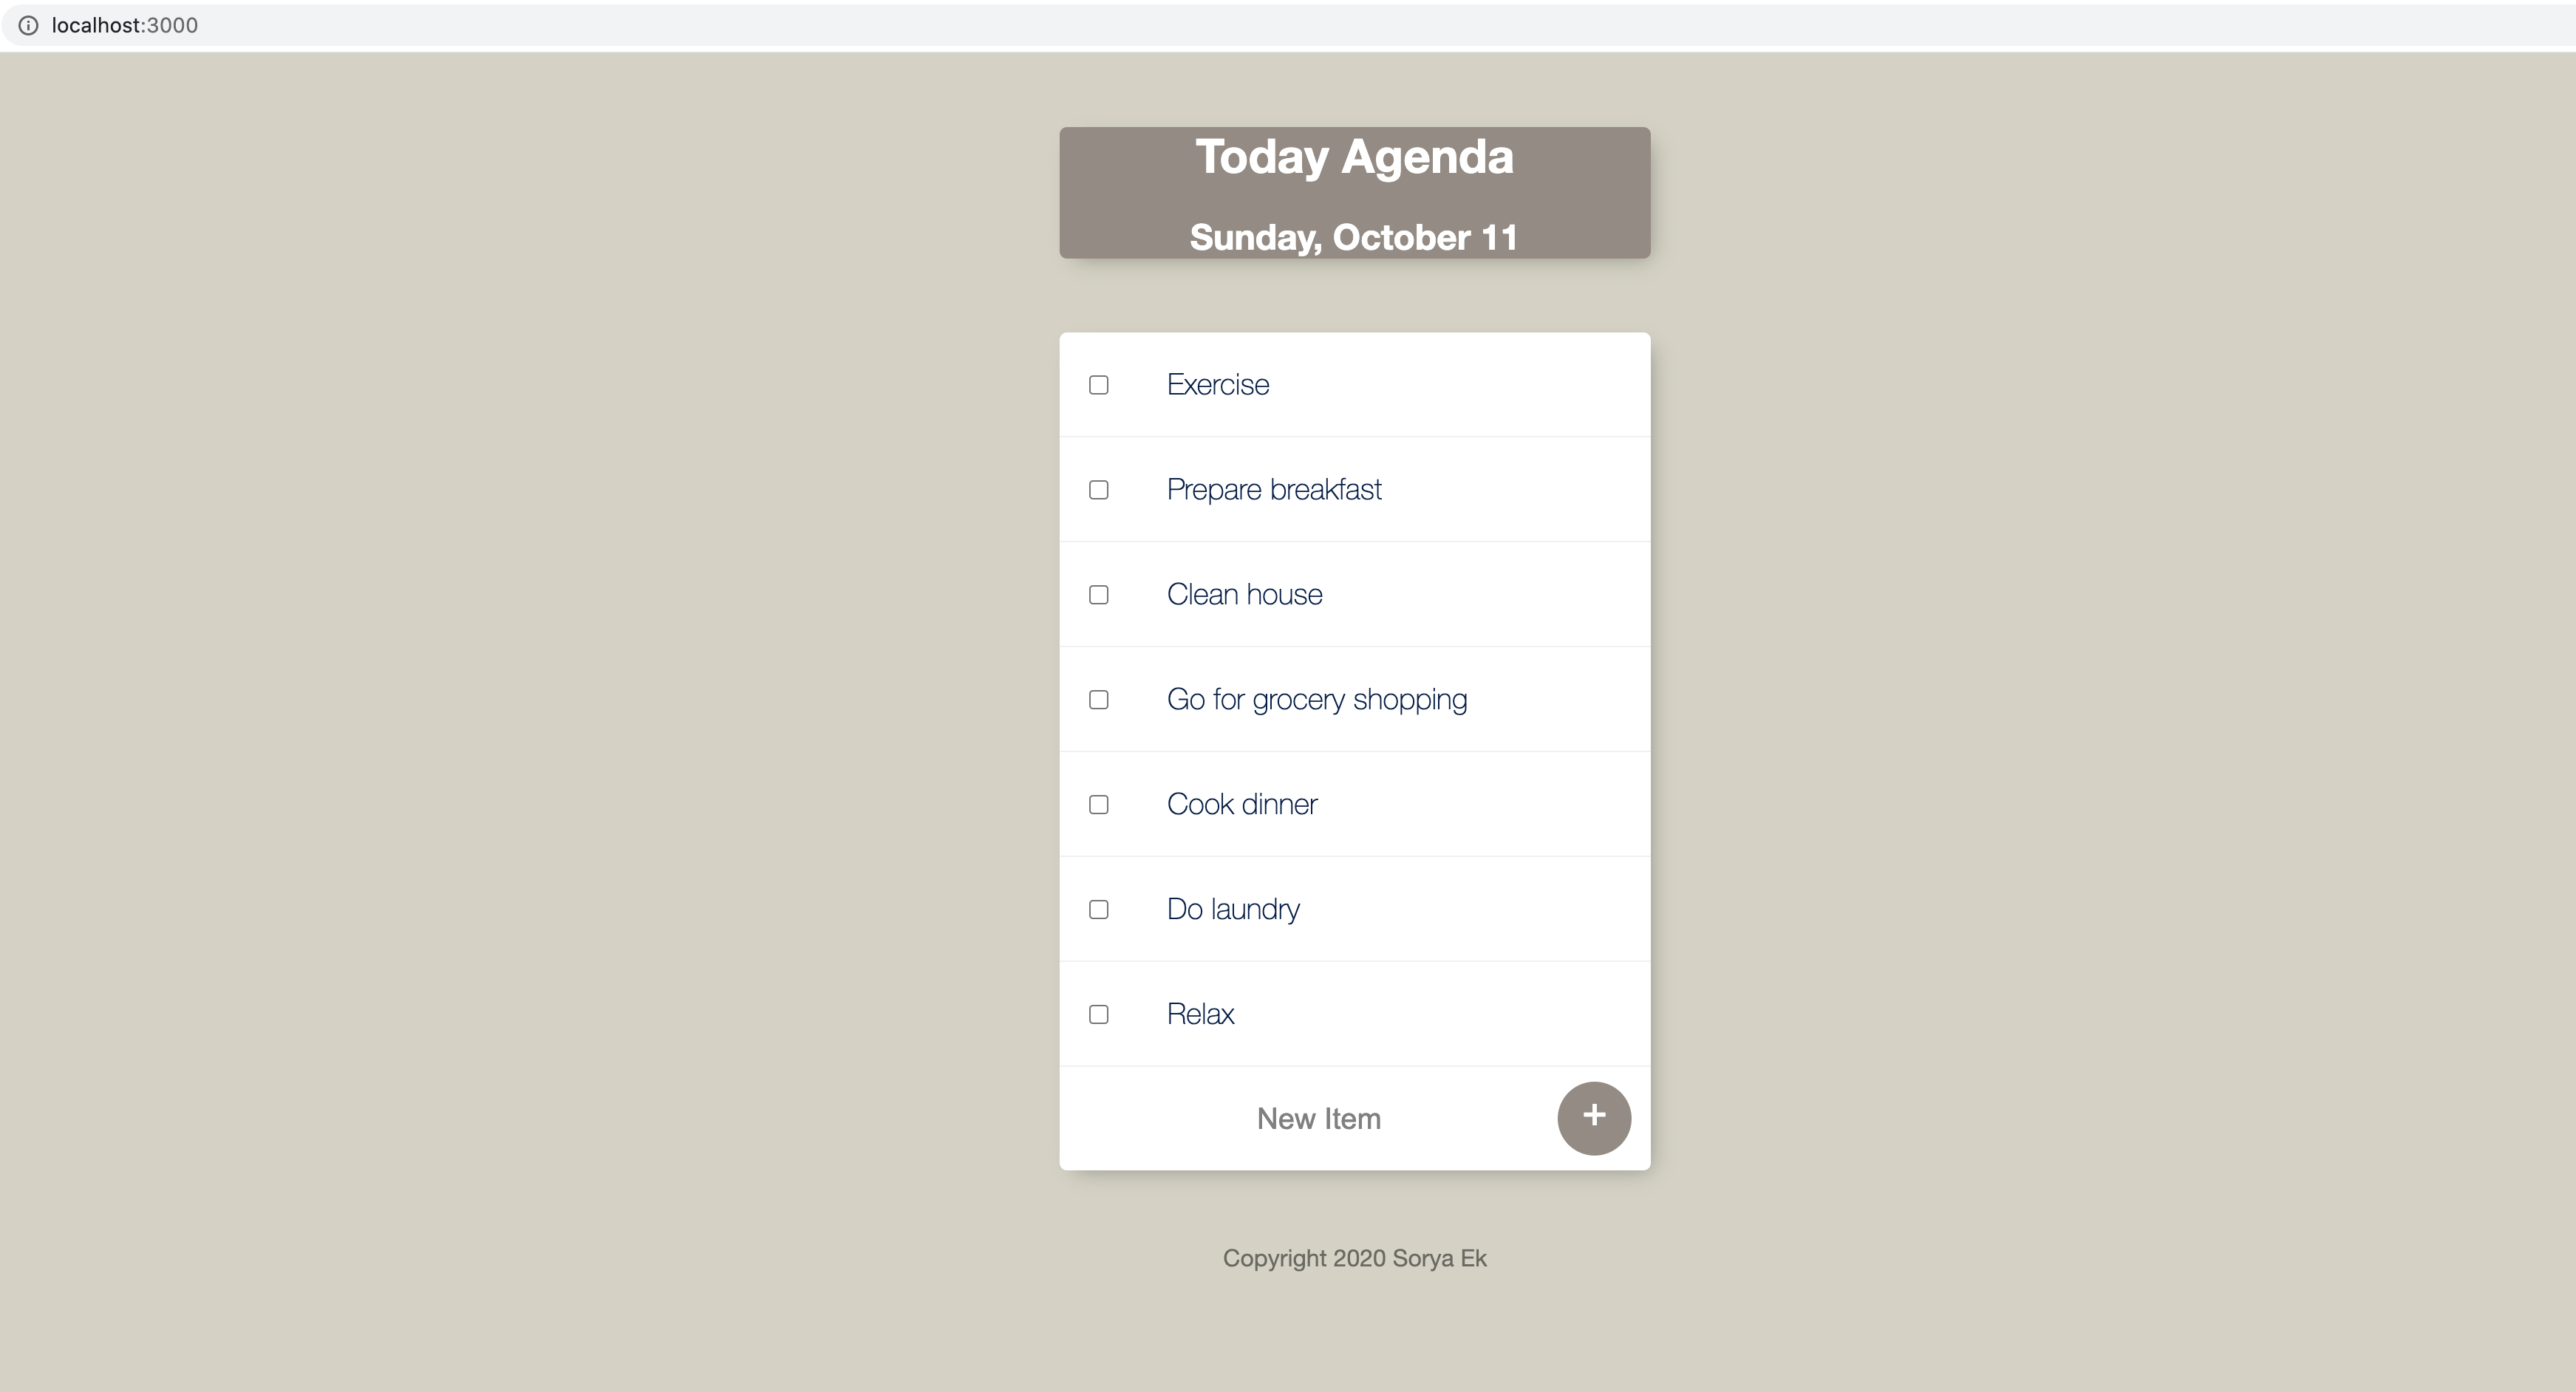 localhost:3000
Today Agenda
Sunday, October 11
Exercise
Prepare breakfast
Clean house
Go for grocery shopping
Cook dinner
Do laundry
Relax
New Item +
Copyright 2020 Sorya Ek